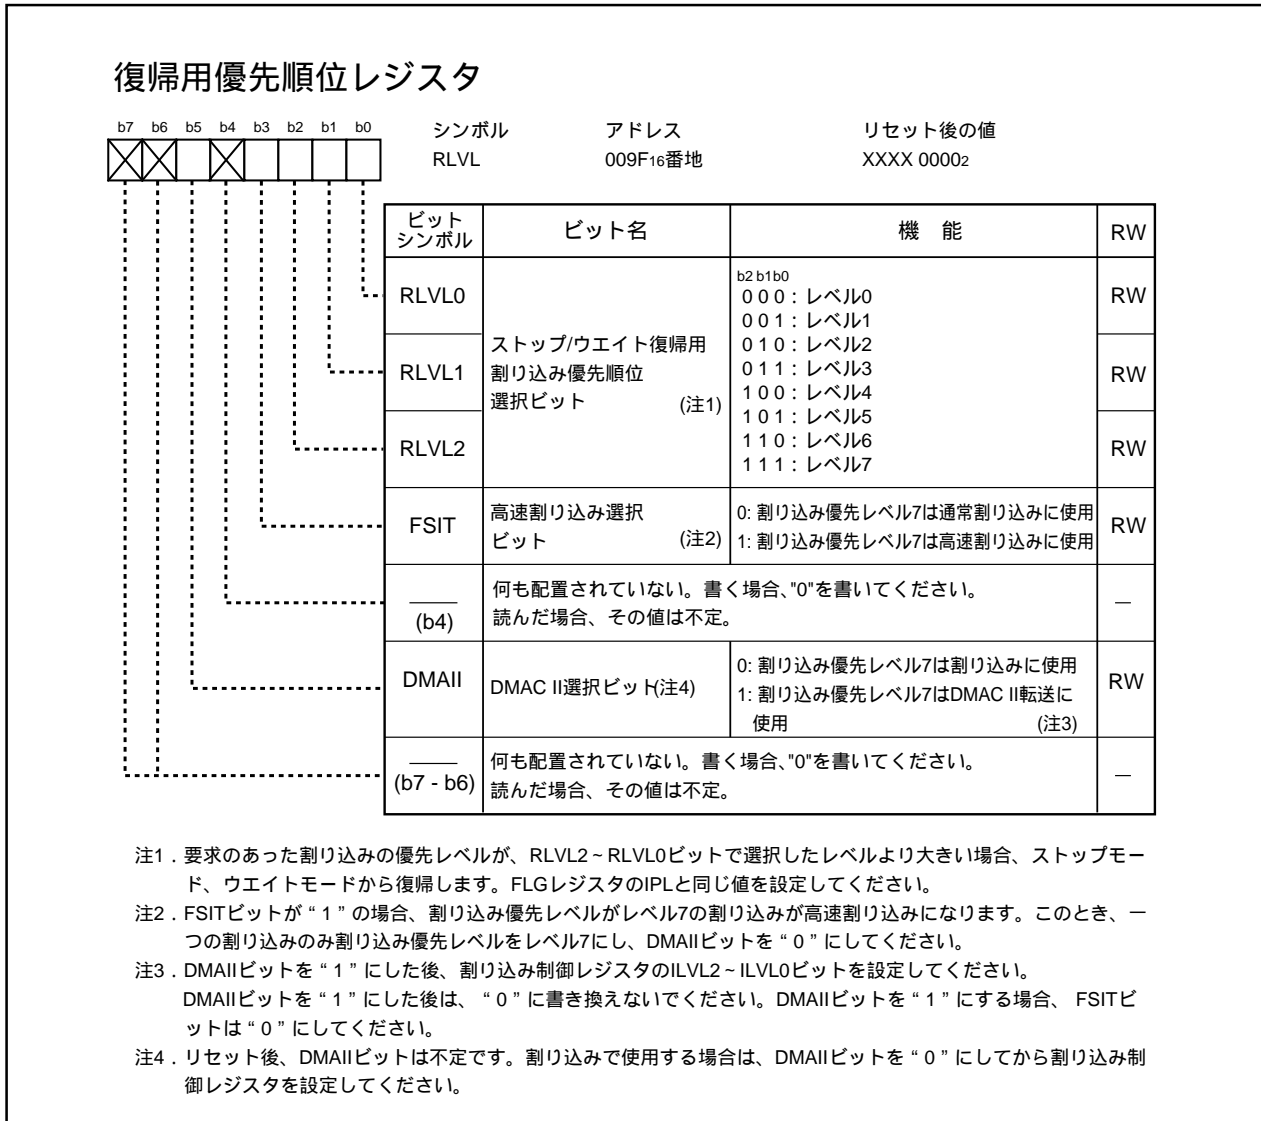 復帰用優先順位レジスタ
b7 b6 b5 b4 b3 b2 b1 b0
シンボル アドレス リセット後の値
RLVL 009F16番地 XXXX 00002
ビット
シンボル
ビット名
機 能
RW
RLVL0
RLVL1
RLVL2
ストップ/ウエイト復帰用
割り込み優先順位
選択ビット (注1)
b2 b1b0
0 0 0：レベル0
0 0 1：レベル1
0 1 0：レベル2
0 1 1：レベル3
1 0 0：レベル4
1 0 1：レベル5
1 1 0：レベル6
1 1 1：レベル7
RW
RW
RW
FSIT
高速割り込み選択
ビット (注2)
0: 割り込み優先レベル7は通常割り込みに使用
1: 割り込み優先レベル7は高速割り込みに使用
RW
(b4)
何も配置されていない。書く場合、"0"を書いてください。
読んだ場合、その値は不定。
―
DMAII
DMAC II選択ビット(注4)
0: 割り込み優先レベル7は割り込みに使用
1: 割り込み優先レベル7はDMAC II転送に
使用 (注3)
RW
(b7 - b6)
何も配置されていない。書く場合、"0"を書いてください。
読んだ場合、その値は不定。
―
注1．要求のあった割り込みの優先レベルが、RLVL2～RLVL0ビットで選択したレベルより大きい場合、ストップモー
ド、ウエイトモードから復帰します。FLGレジスタのIPLと同じ値を設定してください。
注2．FSITビットが“1”の場合、割り込み優先レベルがレベル7の割り込みが高速割り込みになります。このとき、一
つの割り込みのみ割り込み優先レベルをレベル7にし、DMAIIビットを“0”にしてください。
注3．DMAIIビットを“1”にした後、割り込み制御レジスタのILVL2～ILVL0ビットを設定してください。
DMAIIビットを“1”にした後は、“0”に書き換えないでください。DMAIIビットを“1”にする場合、FSITビ
ットは“0”にしてください。
注4．リセット後、DMAIIビットは不定です。割り込みで使用する場合は、DMAIIビットを“0”にしてから割り込み制
御レジスタを設定してください。